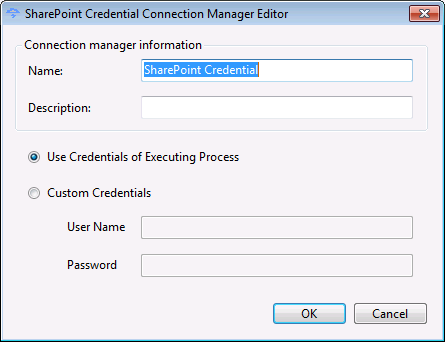 SharePoint Credential Connection Manager Editor
Connection manager information
Name: SharePoint Credential
Description:
Use Credentials of Executing Process
Custom Credentials
User Name
Password
OK Cancel